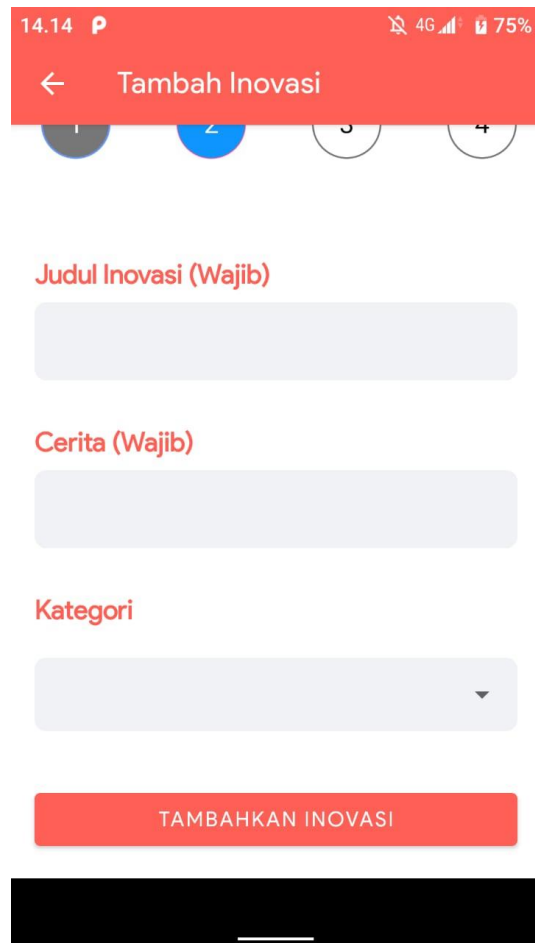 14.14 4G 75%
Tambah Inovasi
1 2 3 4
Judul Inovasi (Wajib)
Cerita (Wajib)
Kategori
TAMBAHKAN INOVASI